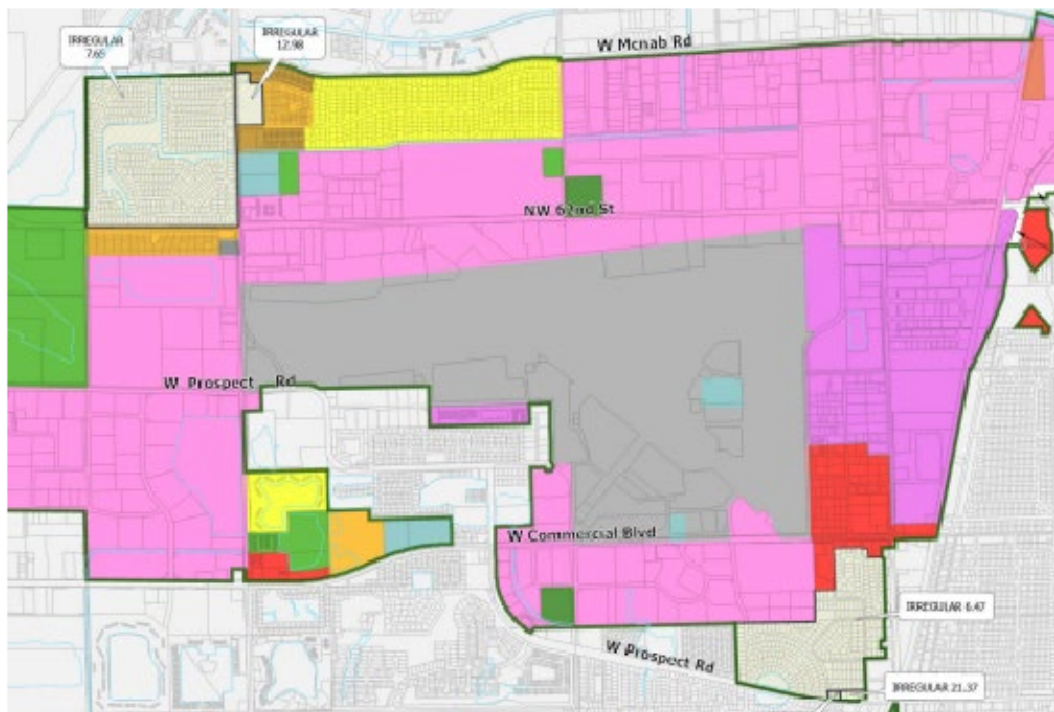 IRREGULAR
7.65
IRREGULAR
12.98
W Mcnab Rd
NW 62nd St
W Prospect Rd
W Commercial Blvd
IRREGULAR 6.47
W Prospect Rd
IRREGULAR 21.37